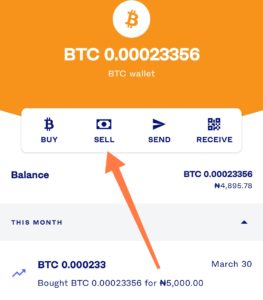 BTC 0.00023356
BTC wallet
BUY SELL SEND RECEIVE
Balance BTC 0.00023356
₦4,895.78
THIS MONTH
BTC 0.000233 March 30
Bought BTC 0.00023356 for ₦5,000.00